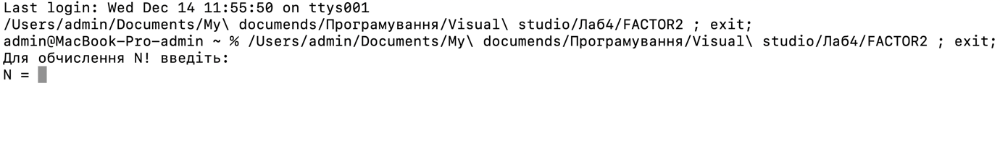 Last login: Wed Dec 14 11:55:50 on ttys001
/Users/admin/Documents/My\ documends/Програмування/Visual\ studio/Лаб4/FACTOR2 ; exit;
admin@MacBook-Pro-admin ~ % /Users/admin/Documents/My\ documends/Програмування/Visual\ studio/Лаб4/FACTOR2 ; exit;
Для обчислення N! введіть:
N =